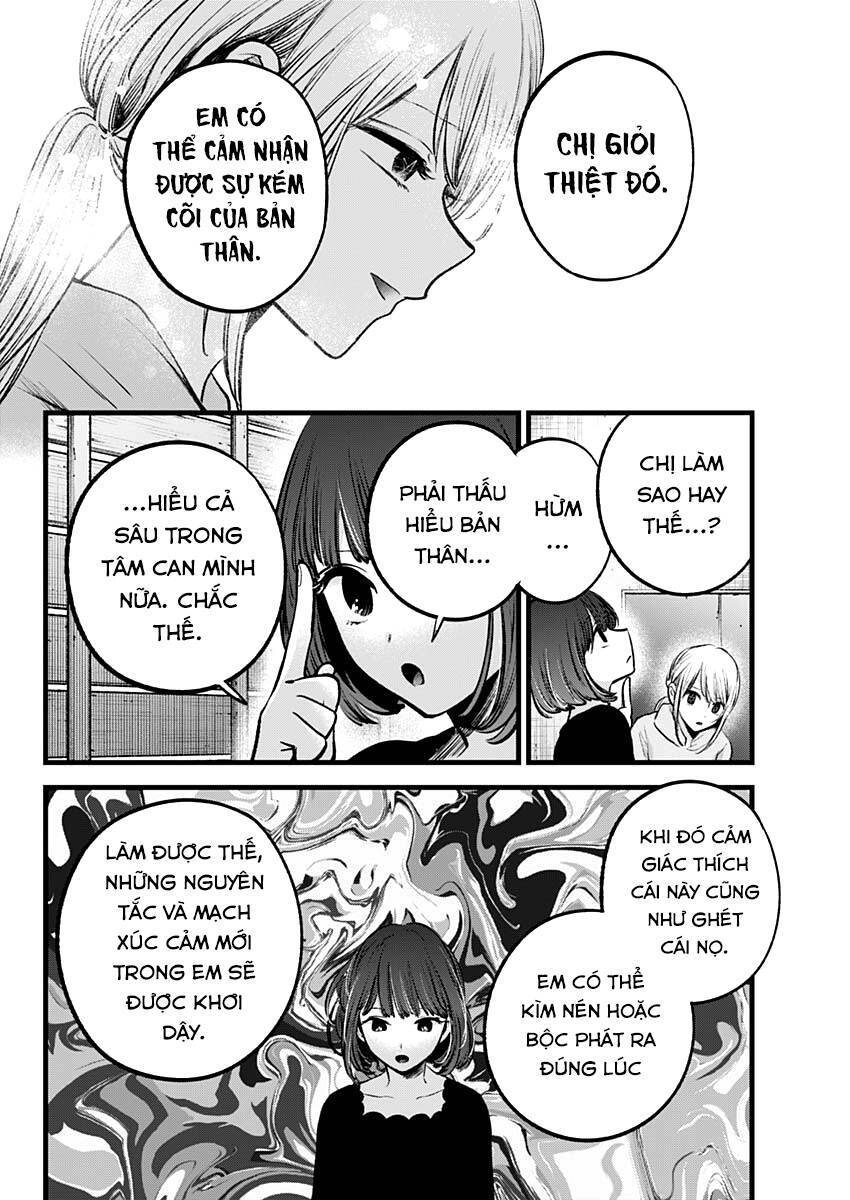 CHỊ GIỎI
THIỆT ĐÓ.
EM CÓ
THỂ CẢM NHẬN
ĐƯỢC SỰ KÉM
CÕI CỦA BẢN
THÂN.
CHỊ LÀM
SAO HAY
THẾ...?
HỪM
...
PHẢI THẤU
HIỂU BẢN
THÂN...
...HIỂU CẢ
SÂU TRONG
TÂM CAN MÌNH
NỮA. CHẮC
THẾ.
KHI ĐÓ CẢM
GIÁC THÍCH
CÁI NÀY CŨNG
NHƯ GHÉT
CÁI NỌ.
EM CÓ THỂ
KÌM NÉN HOẶC
BỘC PHÁT RA
ĐÚNG LÚC
LÀM ĐƯỢC THẾ,
NHỮNG NGUYÊN
TẮC VÀ MẠCH
XÚC CẢM MỚI
TRONG EM SẼ
ĐƯỢC KHƠI
DẬY.